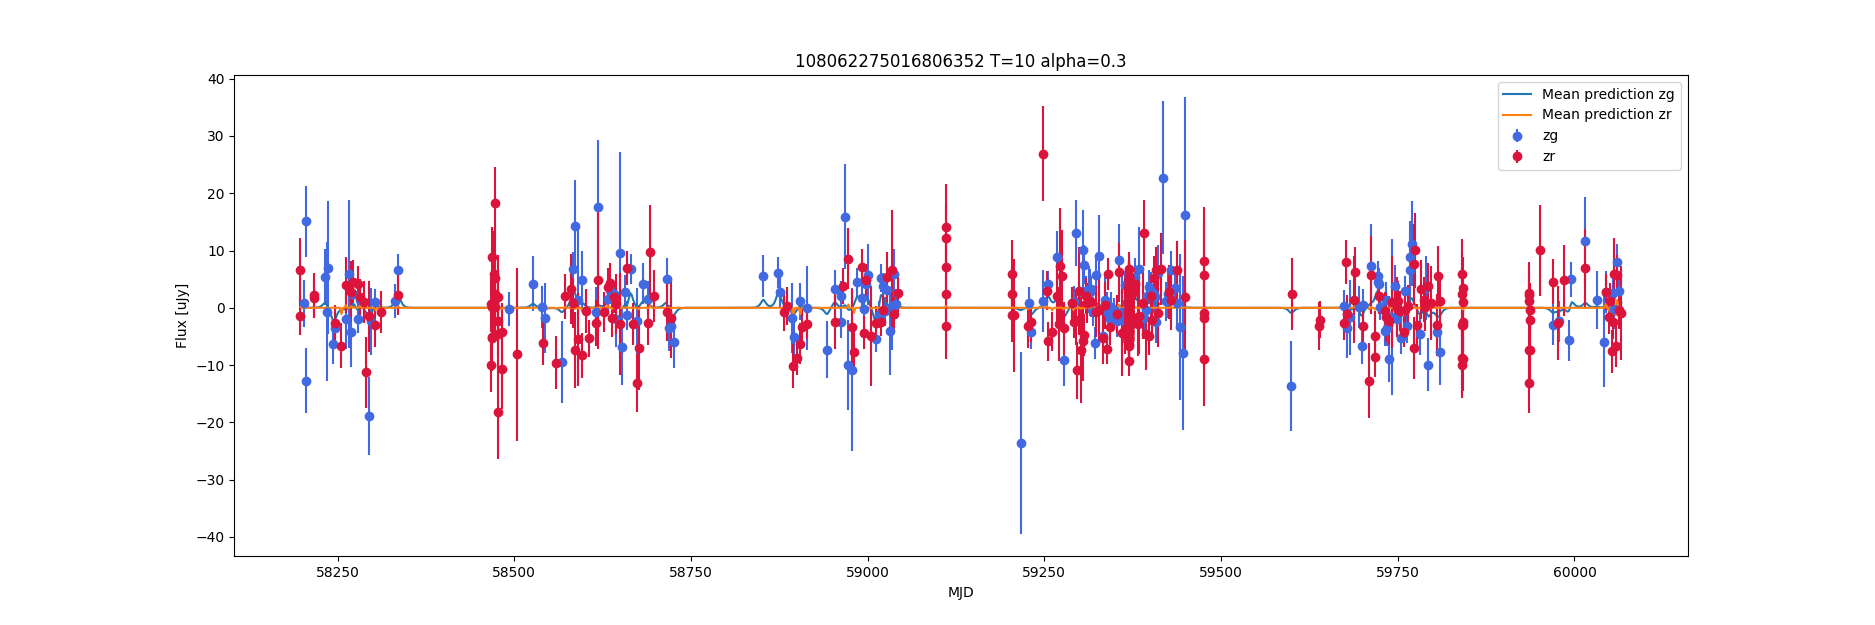 108062275016806352 T=10 alpha=0.3
Mean prediction zg
Mean prediction zr
zg
zr
Flux [uJy]
40
30
20
10
0
−10
−20
−30
−40
58250 58500 58750 59000 59250 59500 59750 60000
MJD